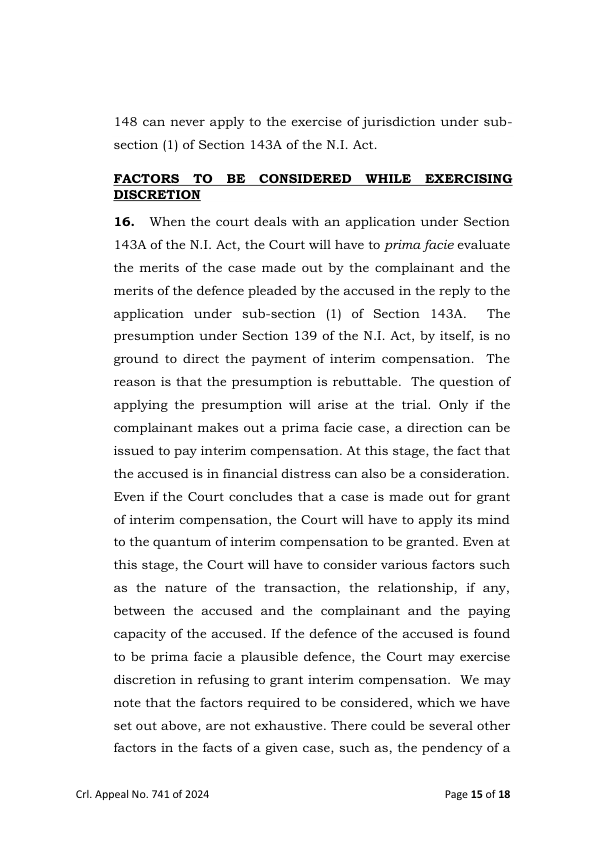 148 can never apply to the exercise of jurisdiction under sub-
section (1) of Section 143A of the N.I. Act.
FACTORS TO BE CONSIDERED WHILE EXERCISING
DISCRETION
16. When the court deals with an application under Section
143A of the N.I. Act, the Court will have to prima facie evaluate
the merits of the case made out by the complainant and the
merits of the defence pleaded by the accused in the reply to the
application under sub-section (1) of Section 143A. The
presumption under Section 139 of the N.I. Act, by itself, is no
ground to direct the payment of interim compensation. The
reason is that the presumption is rebuttable. The question of
applying the presumption will arise at the trial. Only if the
complainant makes out a prima facie case, a direction can be
issued to pay interim compensation. At this stage, the fact that
the accused is in financial distress can also be a consideration.
Even if the Court concludes that a case is made out for grant
of interim compensation, the Court will have to apply its mind
to the quantum of interim compensation to be granted. Even at
this stage, the Court will have to consider various factors such
as the nature of the transaction, the relationship, if any,
between the accused and the complainant and the paying
capacity of the accused. If the defence of the accused is found
to be prima facie a plausible defence, the Court may exercise
discretion in refusing to grant interim compensation. We may
note that the factors required to be considered, which we have
set out above, are not exhaustive. There could be several other
factors in the facts of a given case, such as, the pendency of a
Crl. Appeal No. 741 of 2024 Page 15 of 18